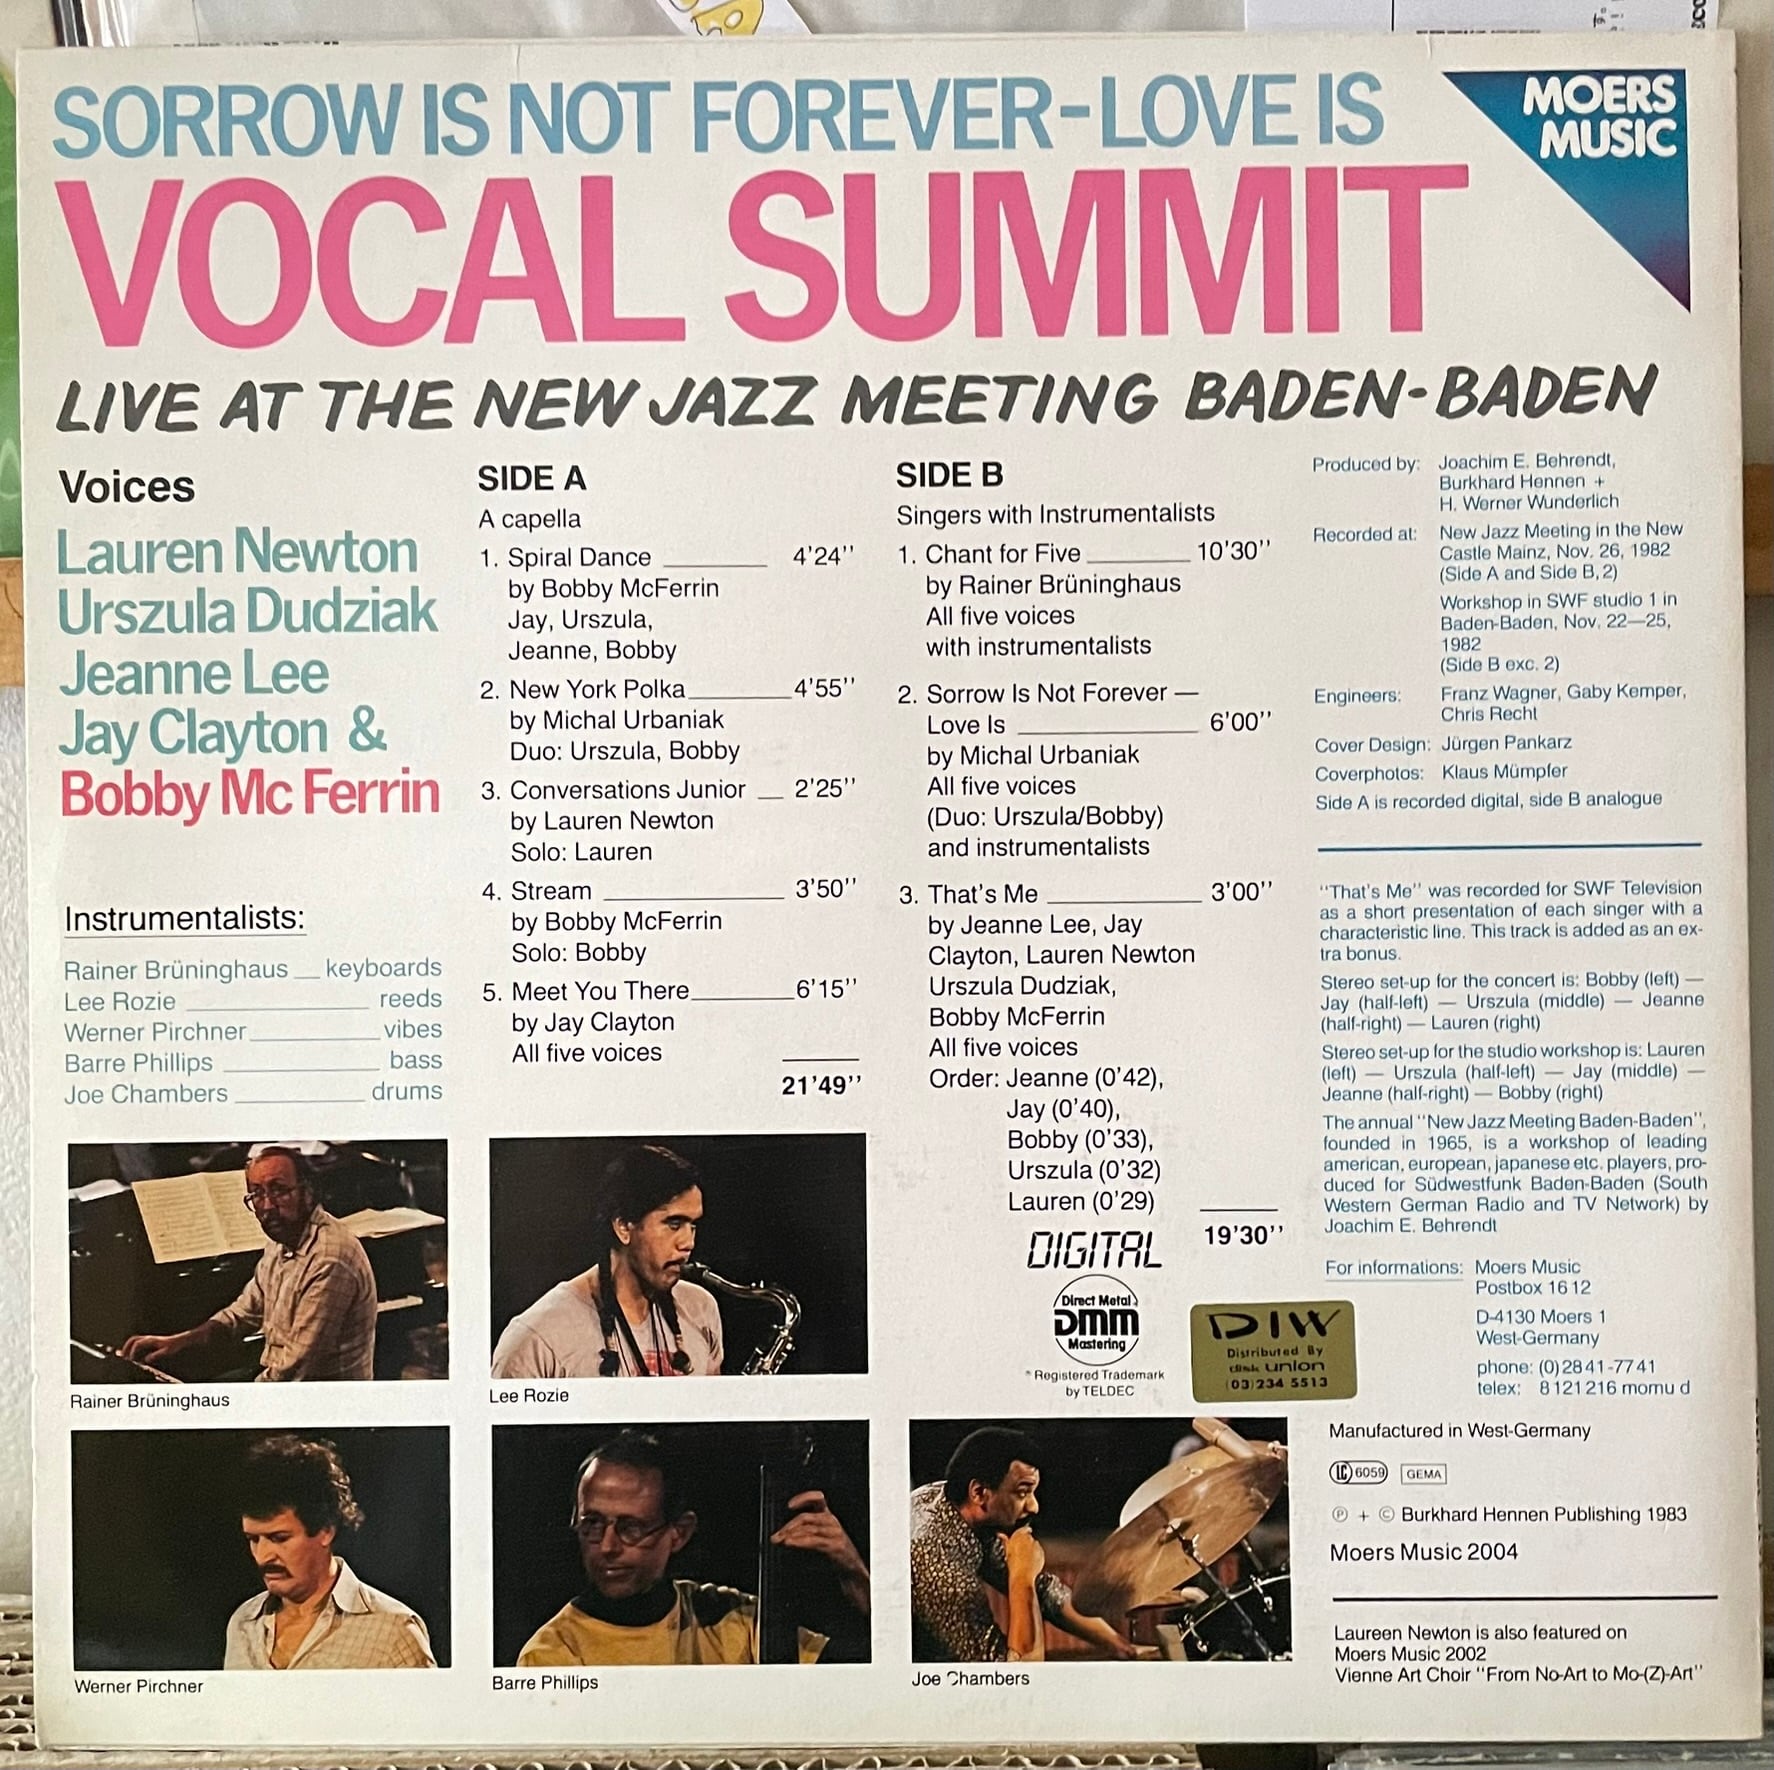 SORROW IS NOT FOREVER-LOVE IS
MOERS
MUSIC
VOCAL SUMMIT
LIVE AT THE NEW JAZZ MEETING BADEN-BADEN
Voices
Lauren Newton
Urszula Dudziak
Jeanne Lee
Jay Clayton &
Bobby Mc Ferrin
Instrumentalists:
Rainer Brüninghaus keyboards
Lee Rozie reeds
Werner Pirchner vibes
Barre Phillips bass
Joe Chambers drums
SIDE A
A capella
1. Spiral Dance 4'24''
by Bobby McFerrin
Jay, Urszula,
Jeanne, Bobby
2. New York Polka 4'55''
by Michal Urbaniak
Duo: Urszula, Bobby
3. Conversations Junior 2'25''
by Lauren Newton
Solo: Lauren
4. Stream 3'50''
by Bobby McFerrin
Solo: Bobby
5. Meet You There 6'15''
by Jay Clayton
All five voices
21'49''
SIDE B
Singers with Instrumentalists
1. Chant for Five 10'30''
by Rainer Brüninghaus
All five voices
with instrumentalists
2. Sorrow Is Not Forever —
Love Is 6'00''
by Michal Urbaniak
All five voices
(Duo: Urszula/Bobby)
and instrumentalists
3. That's Me 3'00''
by Jeanne Lee, Jay
Clayton, Lauren Newton
Urszula Dudziak,
Bobby McFerrin
All five voices
Order: Jeanne (0'42),
Jay (0'40),
Bobby (0'33),
Urszula (0'32)
Lauren (0'29)
19'30''
DIGITAL
Direct Metal
DMM
Mastering
* Registered Trademark
by TELDEC
DIW
Distributed By
disk union
(03)234 5513
Produced by: Joachim E. Behrendt,
Burkhard Hennen +
H. Werner Wunderlich
Recorded at: New Jazz Meeting in the New
Castle Mainz, Nov. 26, 1982
(Side A and Side B,2)
Workshop in SWF studio 1 in
Baden-Baden, Nov. 22—25,
1982
(Side B exc. 2)
Engineers: Franz Wagner, Gaby Kemper,
Chris Recht
Cover Design: Jürgen Pankarz
Coverphotos: Klaus Mümpfer
Side A is recorded digital, side B analogue
''That's Me'' was recorded for SWF Television
as a short presentation of each singer with a
characteristic line. This track is added as an ex-
tra bonus.
Stereo set-up for the concert is: Bobby (left) —
Jay (half-left) — Urszula (middle) — Jeanne
(half-right) — Lauren (right)
Stereo set-up for the studio workshop is: Lauren
(left) — Urszula (half-left) — Jay (middle) —
Jeanne (half-right) — Bobby (right)
The annual ''New Jazz Meeting Baden-Baden'',
founded in 1965, is a workshop of leading
american, european, japanese etc. players, pro-
duced for Südwestfunk Baden-Baden (South
Western German Radio and TV Network) by
Joachim E. Behrendt
For informations: Moers Music
Postbox 16 12
D-4130 Moers 1
West-Germany
phone: (0) 28 41 -77 41
telex: 8 121 216 momu d
Manufactured in West-Germany
LC 6059 GEMA
℗ + © Burkhard Hennen Publishing 1983
Moers Music 2004
Laureen Newton is also featured on
Moers Music 2002
Vienne Art Choir ''From No-Art to Mo-(Z)-Art''
Rainer Brüninghaus
Lee Rozie
Werner Pirchner
Barre Phillips
Joe Chambers